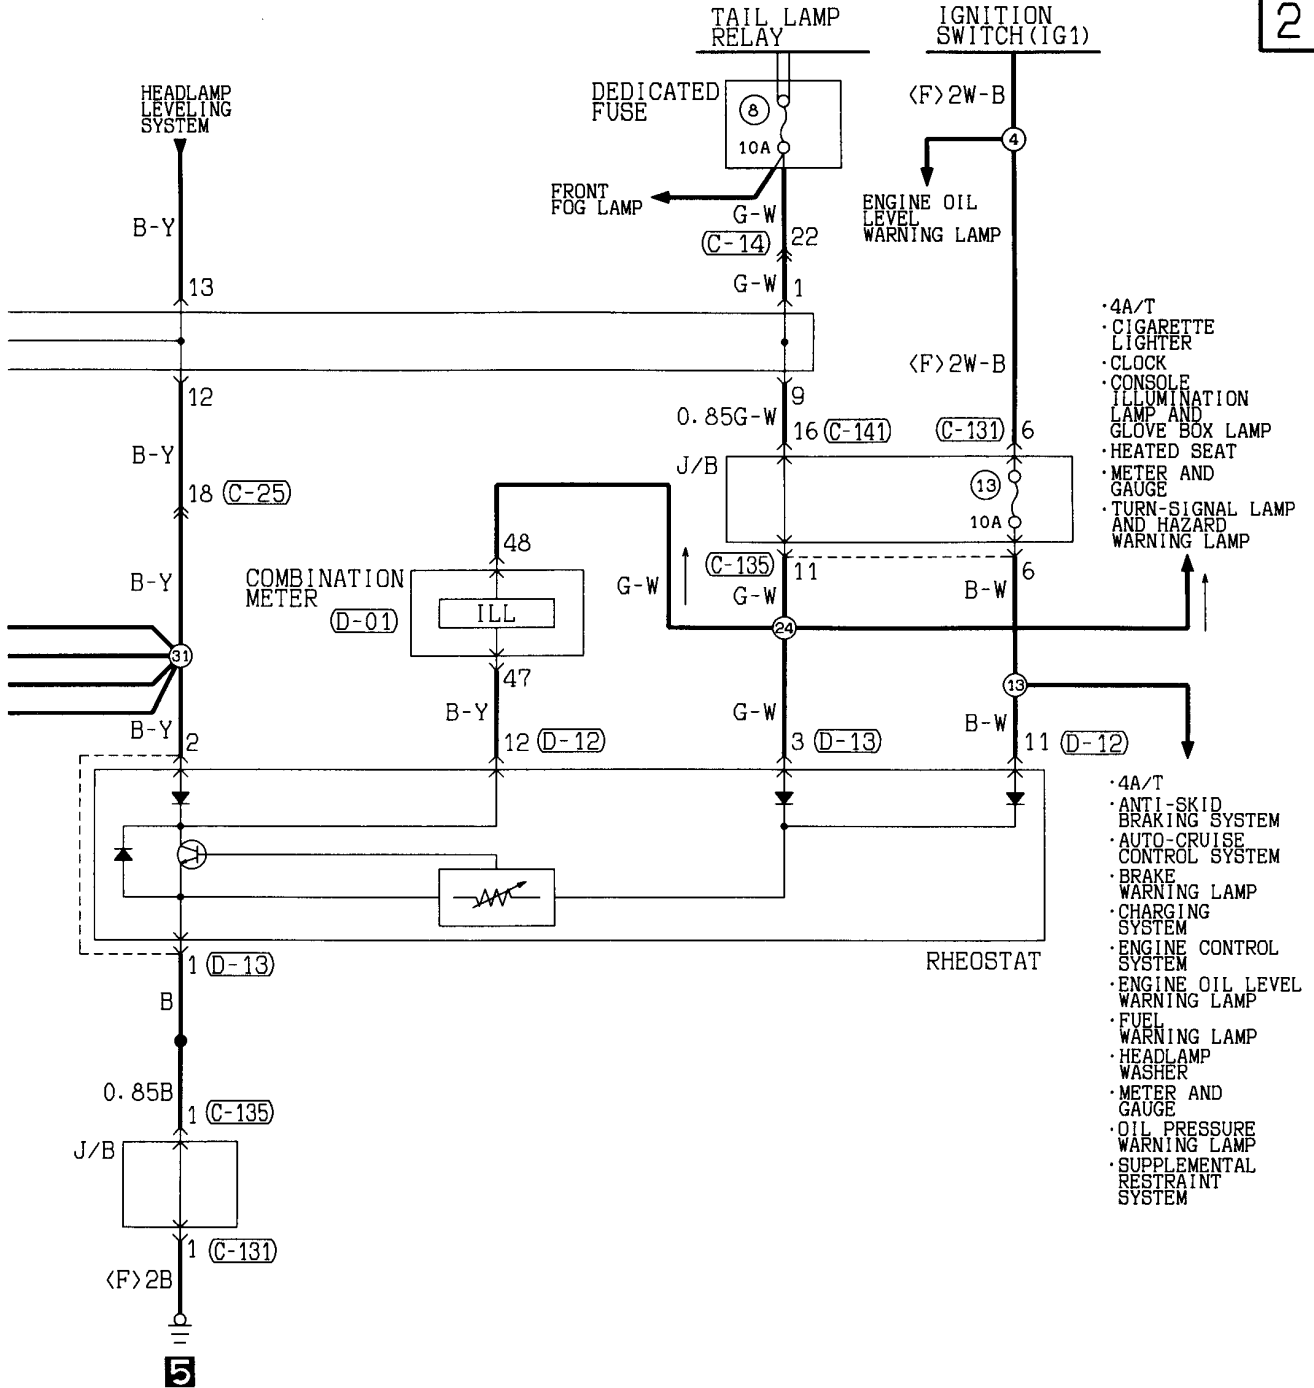 TAIL LAMP
RELAY
IGNITION
SWITCH(IG1)
2
HEADLAMP
LEVELING
SYSTEM
DEDICATED
FUSE
8
10A
<F>2W-B
4
FRONT
FOG LAMP
ENGINE OIL
LEVEL
WARNING LAMP
B-Y
G-W
C-14
22
13
G-W
1
·4A/T
·CIGARETTE
LIGHTER
·CLOCK
·CONSOLE
ILLUMINATION
LAMP AND
GLOVE BOX LAMP
·HEATED SEAT
·METER AND
GAUGE
·TURN-SIGNAL LAMP
AND HAZARD
WARNING LAMP
<F>2W-B
12
9
0.85G-W
16 C-141
C-131 6
B-Y
J/B
13
10A
18 C-25
48
C-135 11
6
B-Y
COMBINATION
METER
D-01
ILL
G-W
G-W
B-W
24
31
47
13
B-Y
2
B-Y
12 D-12
G-W
3 D-13
B-W
11 D-12
·4A/T
·ANTI-SKID
BRAKING SYSTEM
·AUTO-CRUISE
CONTROL SYSTEM
·BRAKE
WARNING LAMP
·CHARGING
SYSTEM
·ENGINE CONTROL
SYSTEM
·ENGINE OIL LEVEL
WARNING LAMP
·FUEL
WARNING LAMP
·HEADLAMP
WASHER
·METER AND
GAUGE
·OIL PRESSURE
WARNING LAMP
·SUPPLEMENTAL
RESTRAINT
SYSTEM
RHEOSTAT
1 D-13
B
0.85B
1 C-135
J/B
1 C-131
<F>2B
5